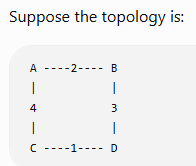 Suppose the topology is:
A ----2---- B
|           |
4           3
|           |
C ----1---- D